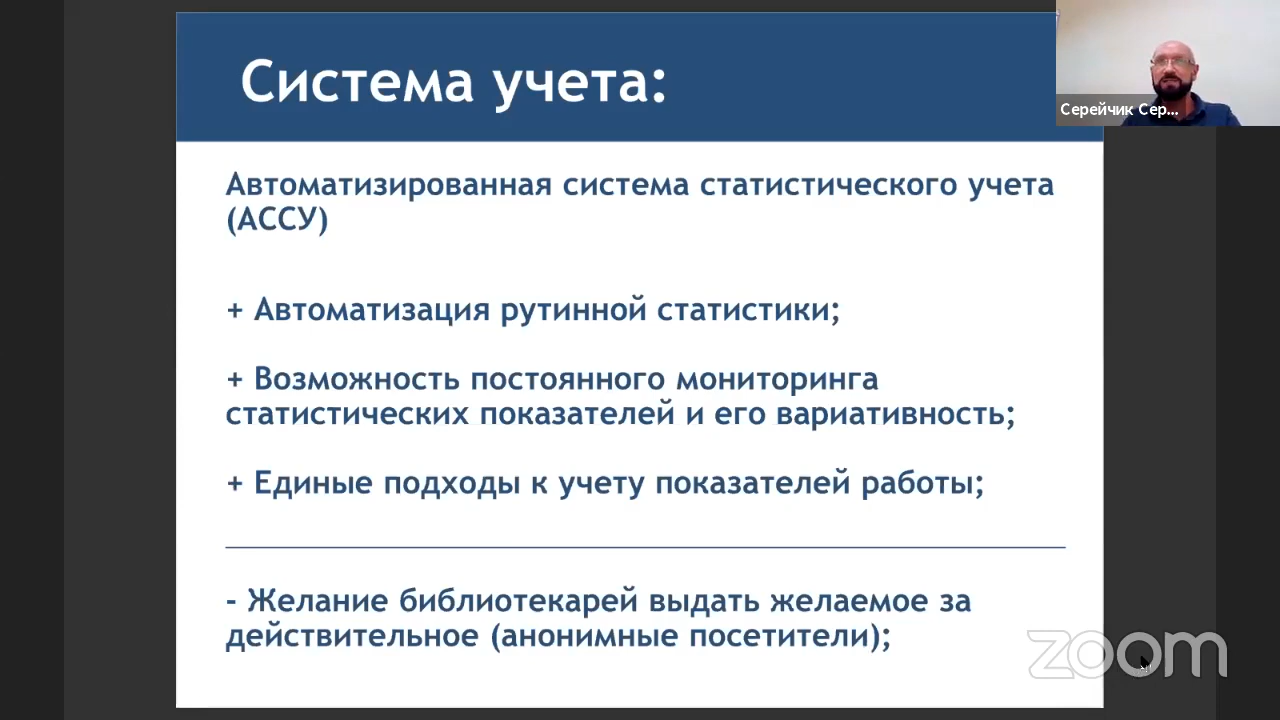 Система учета:
Серейчик Сер...
Автоматизированная система статистического учета
(АССУ)
+ Автоматизация рутинной статистики;
+ Возможность постоянного мониторинга
статистических показателей и его вариативность;
+ Единые подходы к учету показателей работы;
- Желание библиотекарей выдать желаемое за
действительное (анонимные посетители);
zoom